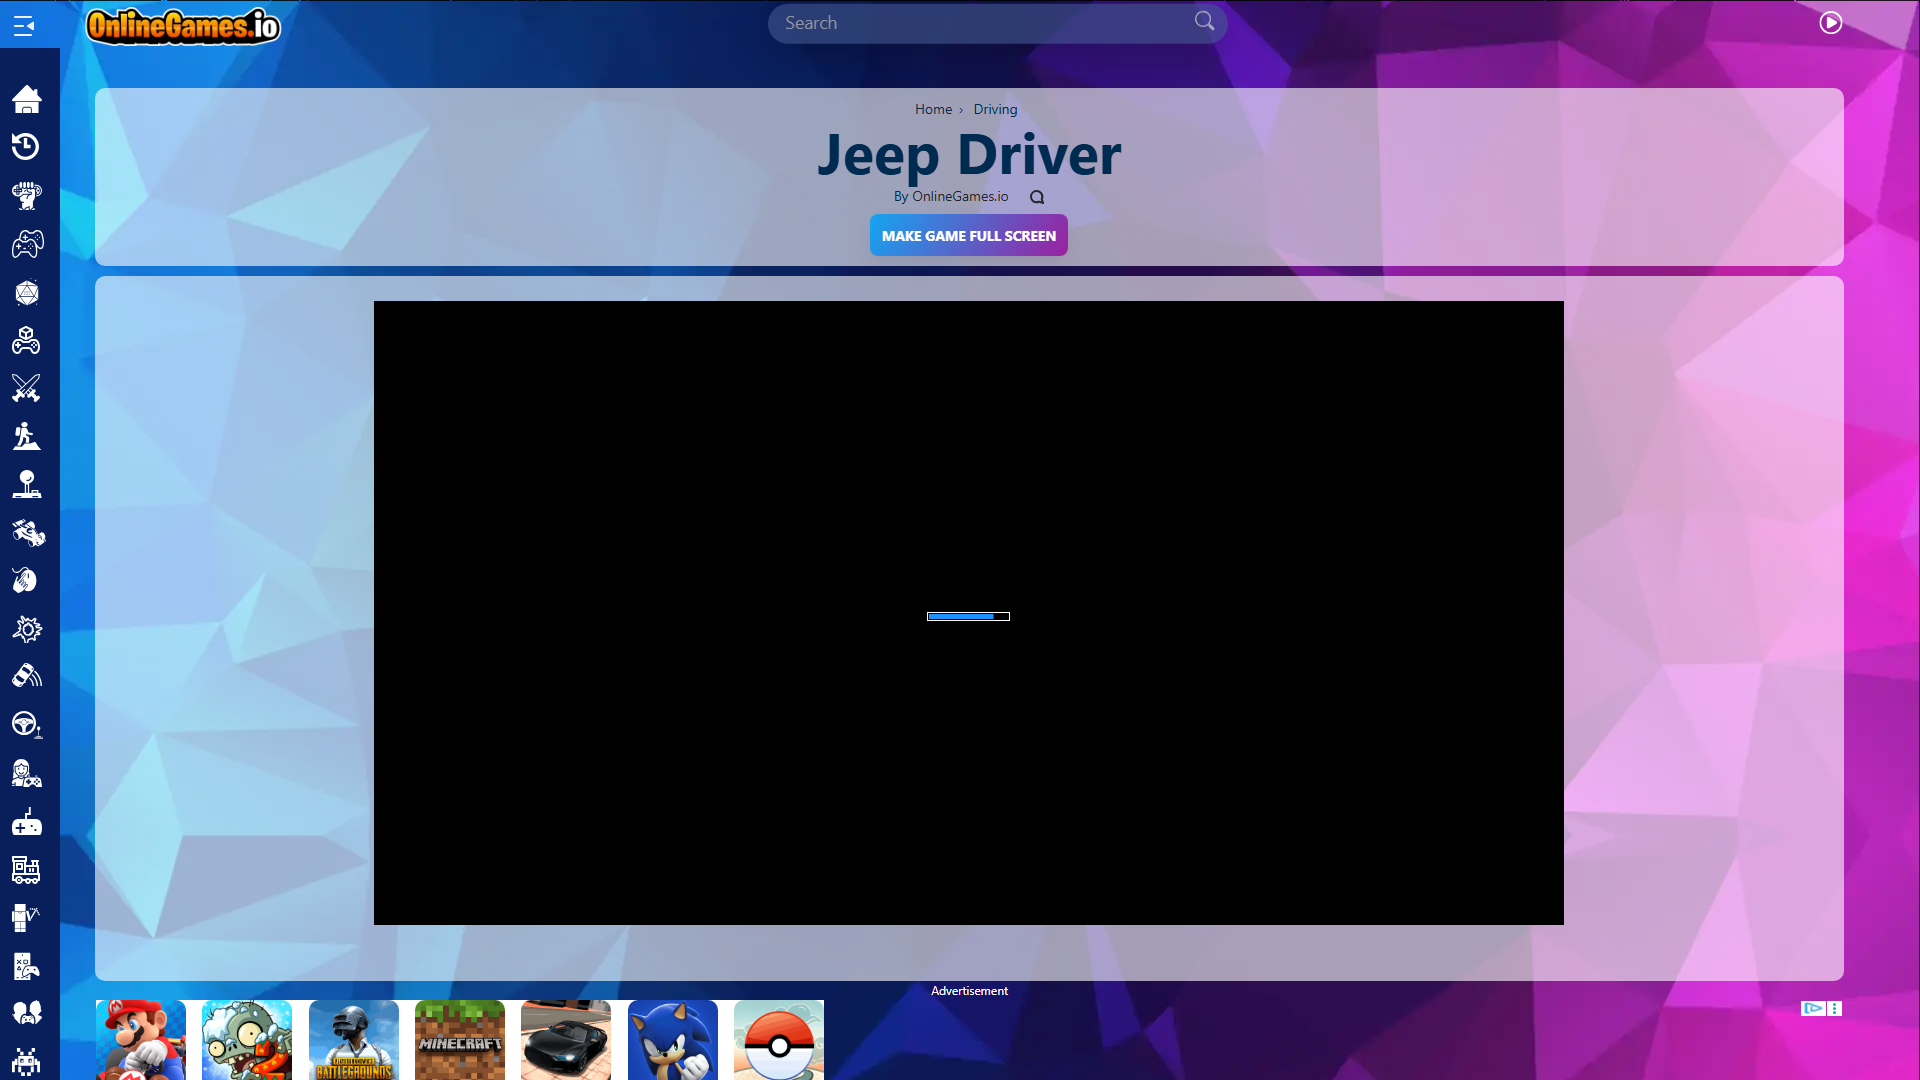 OnlineGames.io
Search
Home › Driving
Jeep Driver
By OnlineGames.io
MAKE GAME FULL SCREEN
Advertisement
MINECRAFT
BATTLEGROUNDS